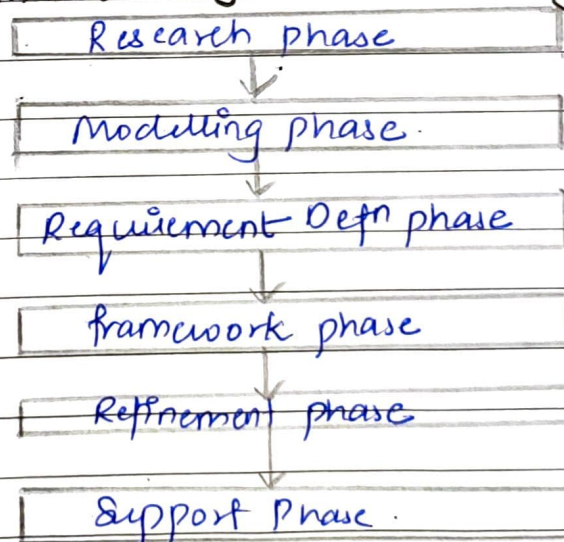 Research phase
Modelling phase.
Requirement Defn phase
framework phase
Refinement phase
Support Phase.